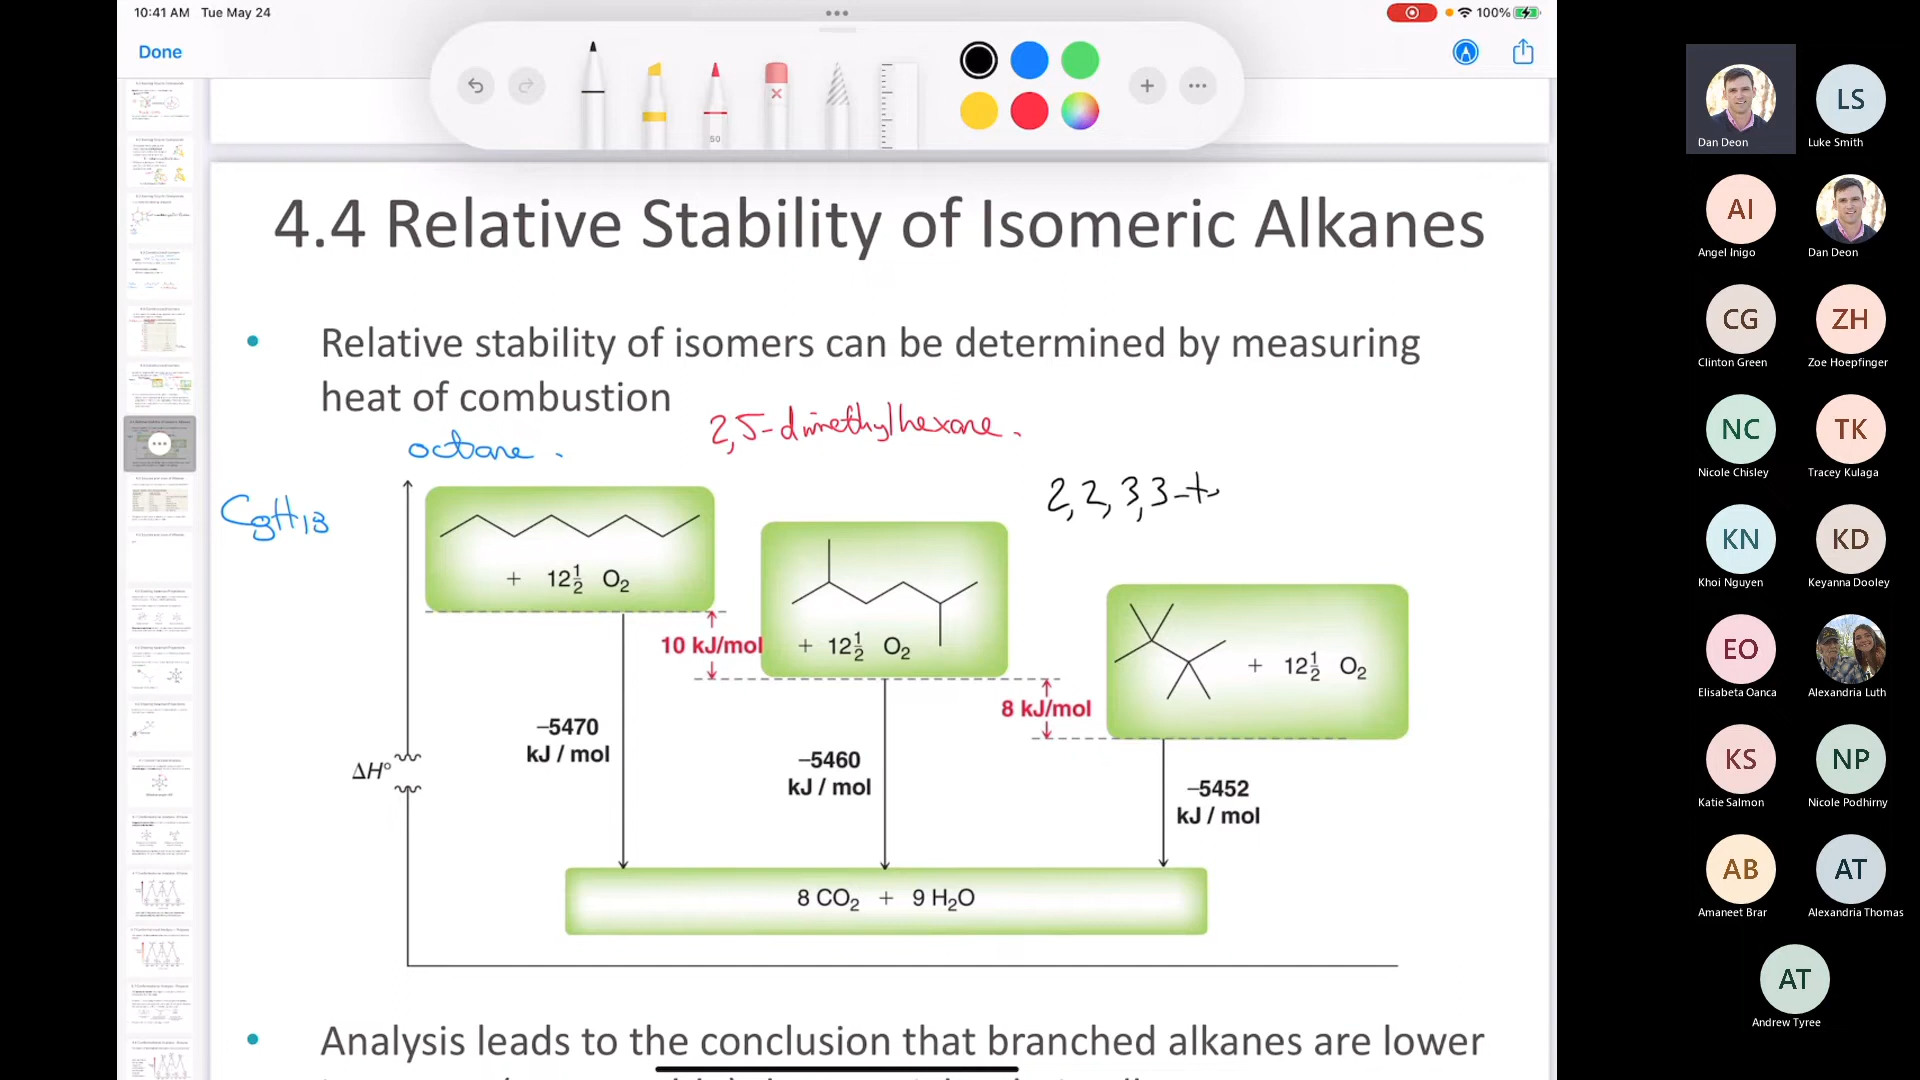 10:41 AM Tue May 24
100%
Done
50
4.4 Relative Stability of Isomeric Alkanes
• Relative stability of isomers can be determined by measuring
heat of combustion
2,5-dimethylhexane.
octane.
C8H18
2,2,3,3-t
+ 12½ O₂
+ 12½ O₂
+ 12½ O₂
10 kJ/mol
8 kJ/mol
–5470
kJ / mol
–5460
kJ / mol
–5452
kJ / mol
ΔH°
8 CO₂ + 9 H₂O
• Analysis leads to the conclusion that branched alkanes are lower
Dan Deon
LS
Luke Smith
AI
Angel Inigo
Dan Deon
CG
Clinton Green
ZH
Zoe Hoepfinger
NC
Nicole Chisley
TK
Tracey Kulaga
KN
Khoi Nguyen
KD
Keyanna Dooley
EO
Elisabeta Oanca
Alexandria Luth
KS
Katie Salmon
NP
Nicole Podhirny
AB
Amaneet Brar
AT
Alexandria Thomas
AT
Andrew Tyree